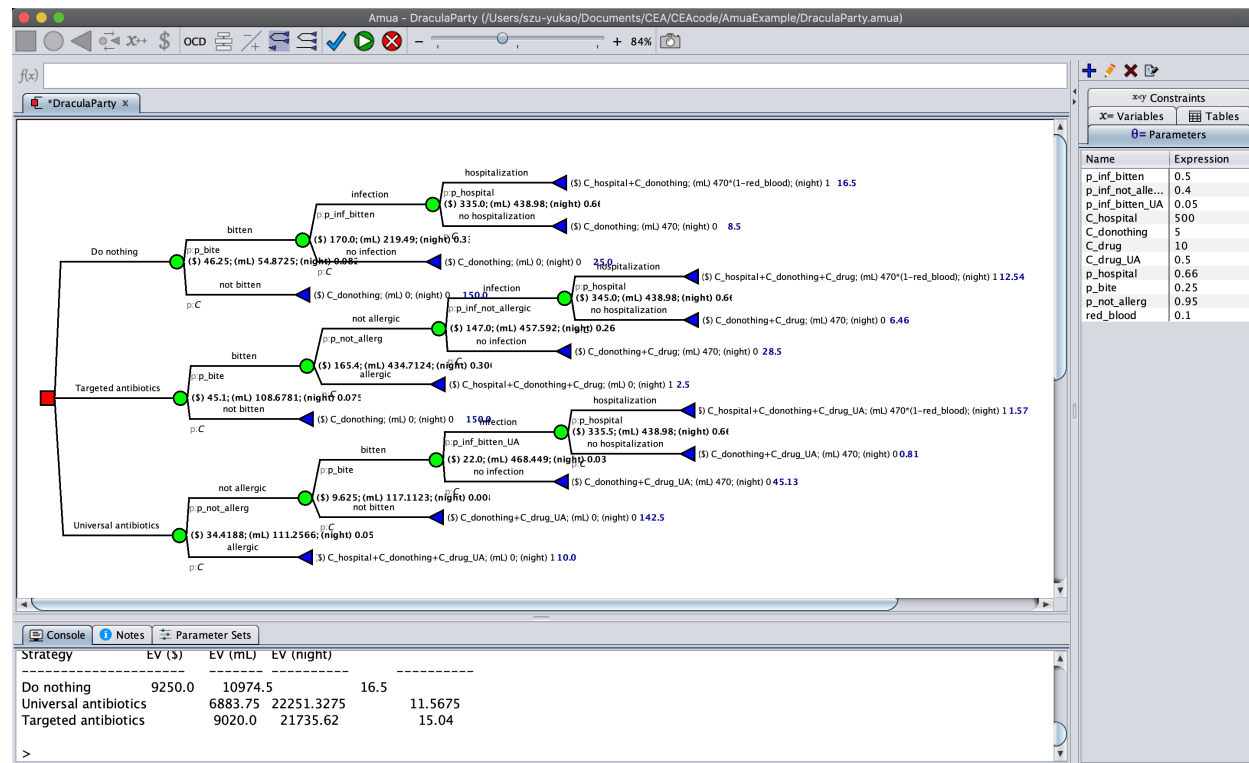 Amua - DraculaParty (/Users/szu-yukao/Documents/CEA/CEAcode/AmuaExample/DraculaParty.amua)
x++ $ OCD − + 84%
f(x)
*DraculaParty x
Do nothing
p:p_bite
($) 46.25; (mL) 54.8725; (night) 0.08
bitten
p:p_inf_bitten
($) 170.0; (mL) 219.49; (night) 0.3
infection
p:p_hospital
($) 335.0; (mL) 438.98; (night) 0.6
hospitalization
($) C_hospital+C_donothing; (mL) 470*(1-red_blood); (night) 1 16.5
no hospitalization
p:C
($) C_donothing; (mL) 470; (night) 0 8.5
no infection
p:C
($) C_donothing; (mL) 0; (night) 0 25.0
not bitten
p:C
($) C_donothing; (mL) 0; (night) 0 150.0
Targeted antibiotics
p:p_bite
($) 45.1; (mL) 108.6781; (night) 0.075
bitten
p:p_not_allerg
($) 165.4; (mL) 434.7124; (night) 0.30
not allergic
p:p_inf_not_allergic
($) 147.0; (mL) 457.592; (night) 0.26
infection
p:p_hospital
($) 345.0; (mL) 438.98; (night) 0.6
hospitalization
($) C_hospital+C_donothing+C_drug; (mL) 470*(1-red_blood); (night) 1 12.54
no hospitalization
($) C_donothing+C_drug; (mL) 470; (night) 0 6.46
no infection
p:C
($) C_donothing+C_drug; (mL) 470; (night) 0 28.5
allergic
p:C
($) C_hospital+C_donothing+C_drug; (mL) 0; (night) 1 2.5
not bitten
p:C
($) C_donothing; (mL) 0; (night) 0 150.0
Universal antibiotics
p:p_not_allerg
($) 34.4188; (mL) 111.2566; (night) 0.05
not allergic
p:p_bite
($) 9.625; (mL) 117.1123; (night) 0.00
bitten
p:p_inf_bitten_UA
($) 22.0; (mL) 468.449; (night) 0.03
infection
p:p_hospital
($) 335.5; (mL) 438.98; (night) 0.6
hospitalization
$) C_hospital+C_donothing+C_drug_UA; (mL) 470*(1-red_blood); (night) 1 1.57
no hospitalization
p:C
($) C_donothing+C_drug_UA; (mL) 470; (night) 0 0.81
no infection
p:C
($) C_donothing+C_drug_UA; (mL) 470; (night) 0 45.13
not bitten
p:C
($) C_donothing+C_drug_UA; (mL) 0; (night) 0 142.5
allergic
p:C
($) C_hospital+C_donothing+C_drug_UA; (mL) 0; (night) 1 10.0
Console Notes Parameter Sets
Strategy EV ($) EV (mL) EV (night)
Do nothing 9250.0 10974.5 16.5
Universal antibiotics 6883.75 22251.3275 11.5675
Targeted antibiotics 9020.0 21735.62 15.04
>
x<y Constraints
x= Variables Tables
θ= Parameters
Name Expression
p_inf_bitten 0.5
p_inf_not_alle... 0.4
p_inf_bitten_UA 0.05
C_hospital 500
C_donothing 5
C_drug 10
C_drug_UA 0.5
p_hospital 0.66
p_bite 0.25
p_not_allerg 0.95
red_blood 0.1